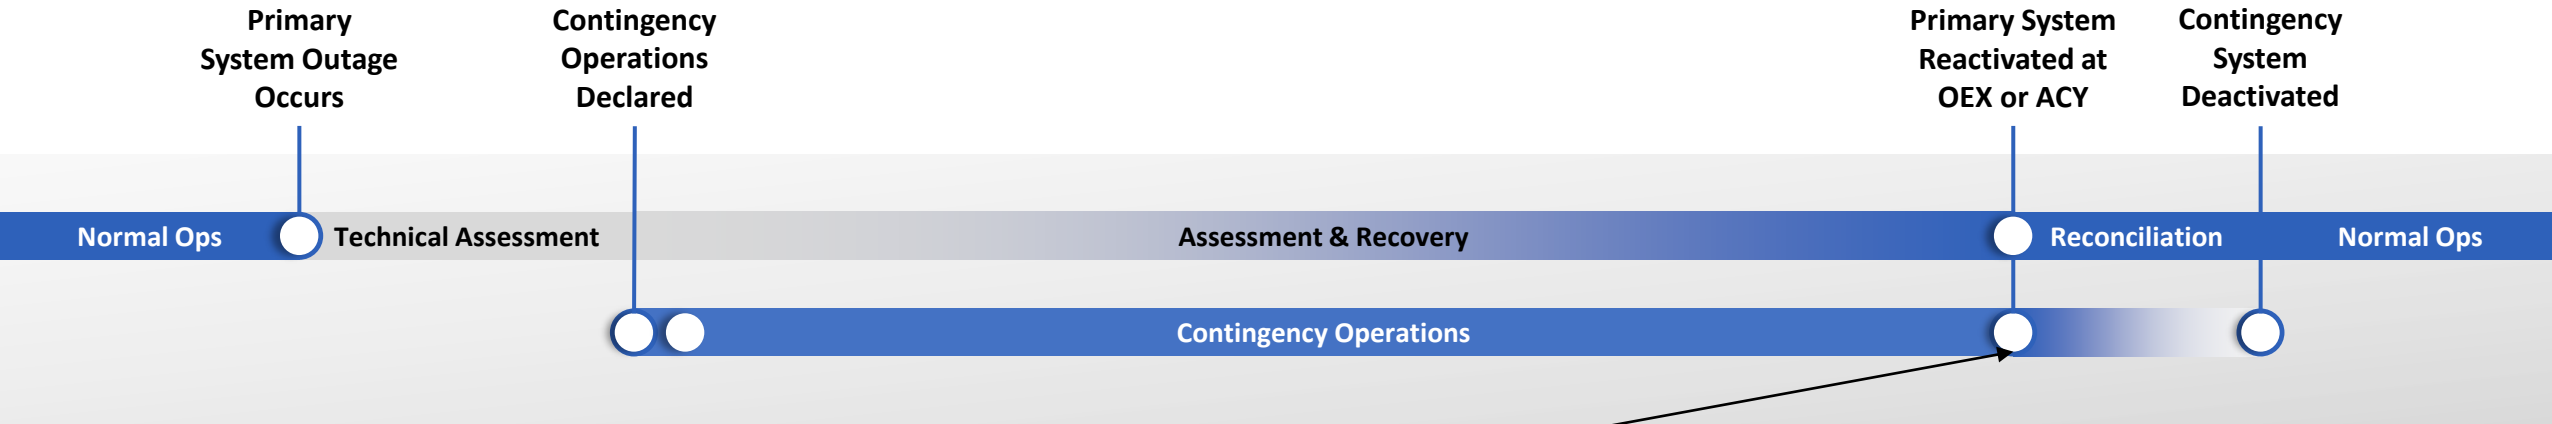 Primary
System Outage
Occurs
Contingency
Operations
Declared
Primary System
Reactivated at
OEX or ACY
Contingency
System
Deactivated
Normal Ops
Technical Assessment
Assessment & Recovery
Reconciliation
Normal Ops
Contingency Operations